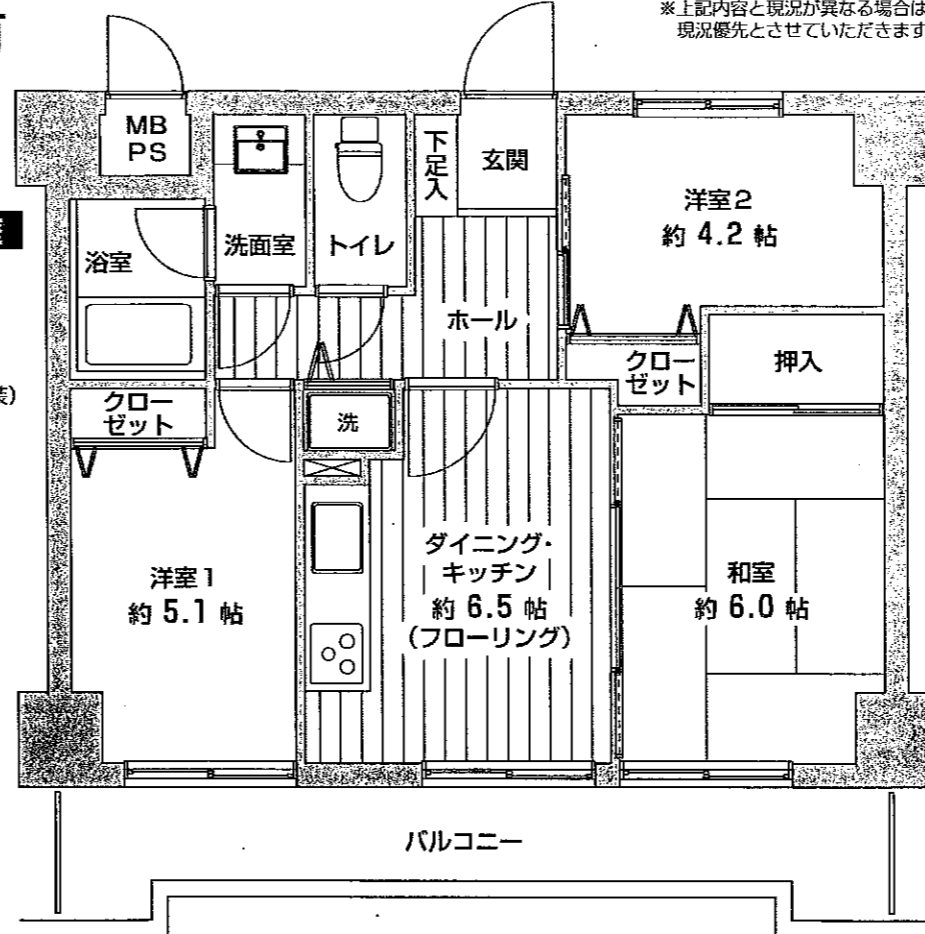 ※上記内容と現況が異なる場合は
現況優先とさせていただきます
MB
PS
下足入
玄関
洋室2
約 4.2 帖
浴室
洗面室
トイレ
ホール
クロー
ゼット
押入
クロー
ゼット
洗
装)
ダイニング・
キッチン
約 6.5 帖
(フローリング)
洋室1
約 5.1 帖
和室
約 6.0 帖
バルコニー